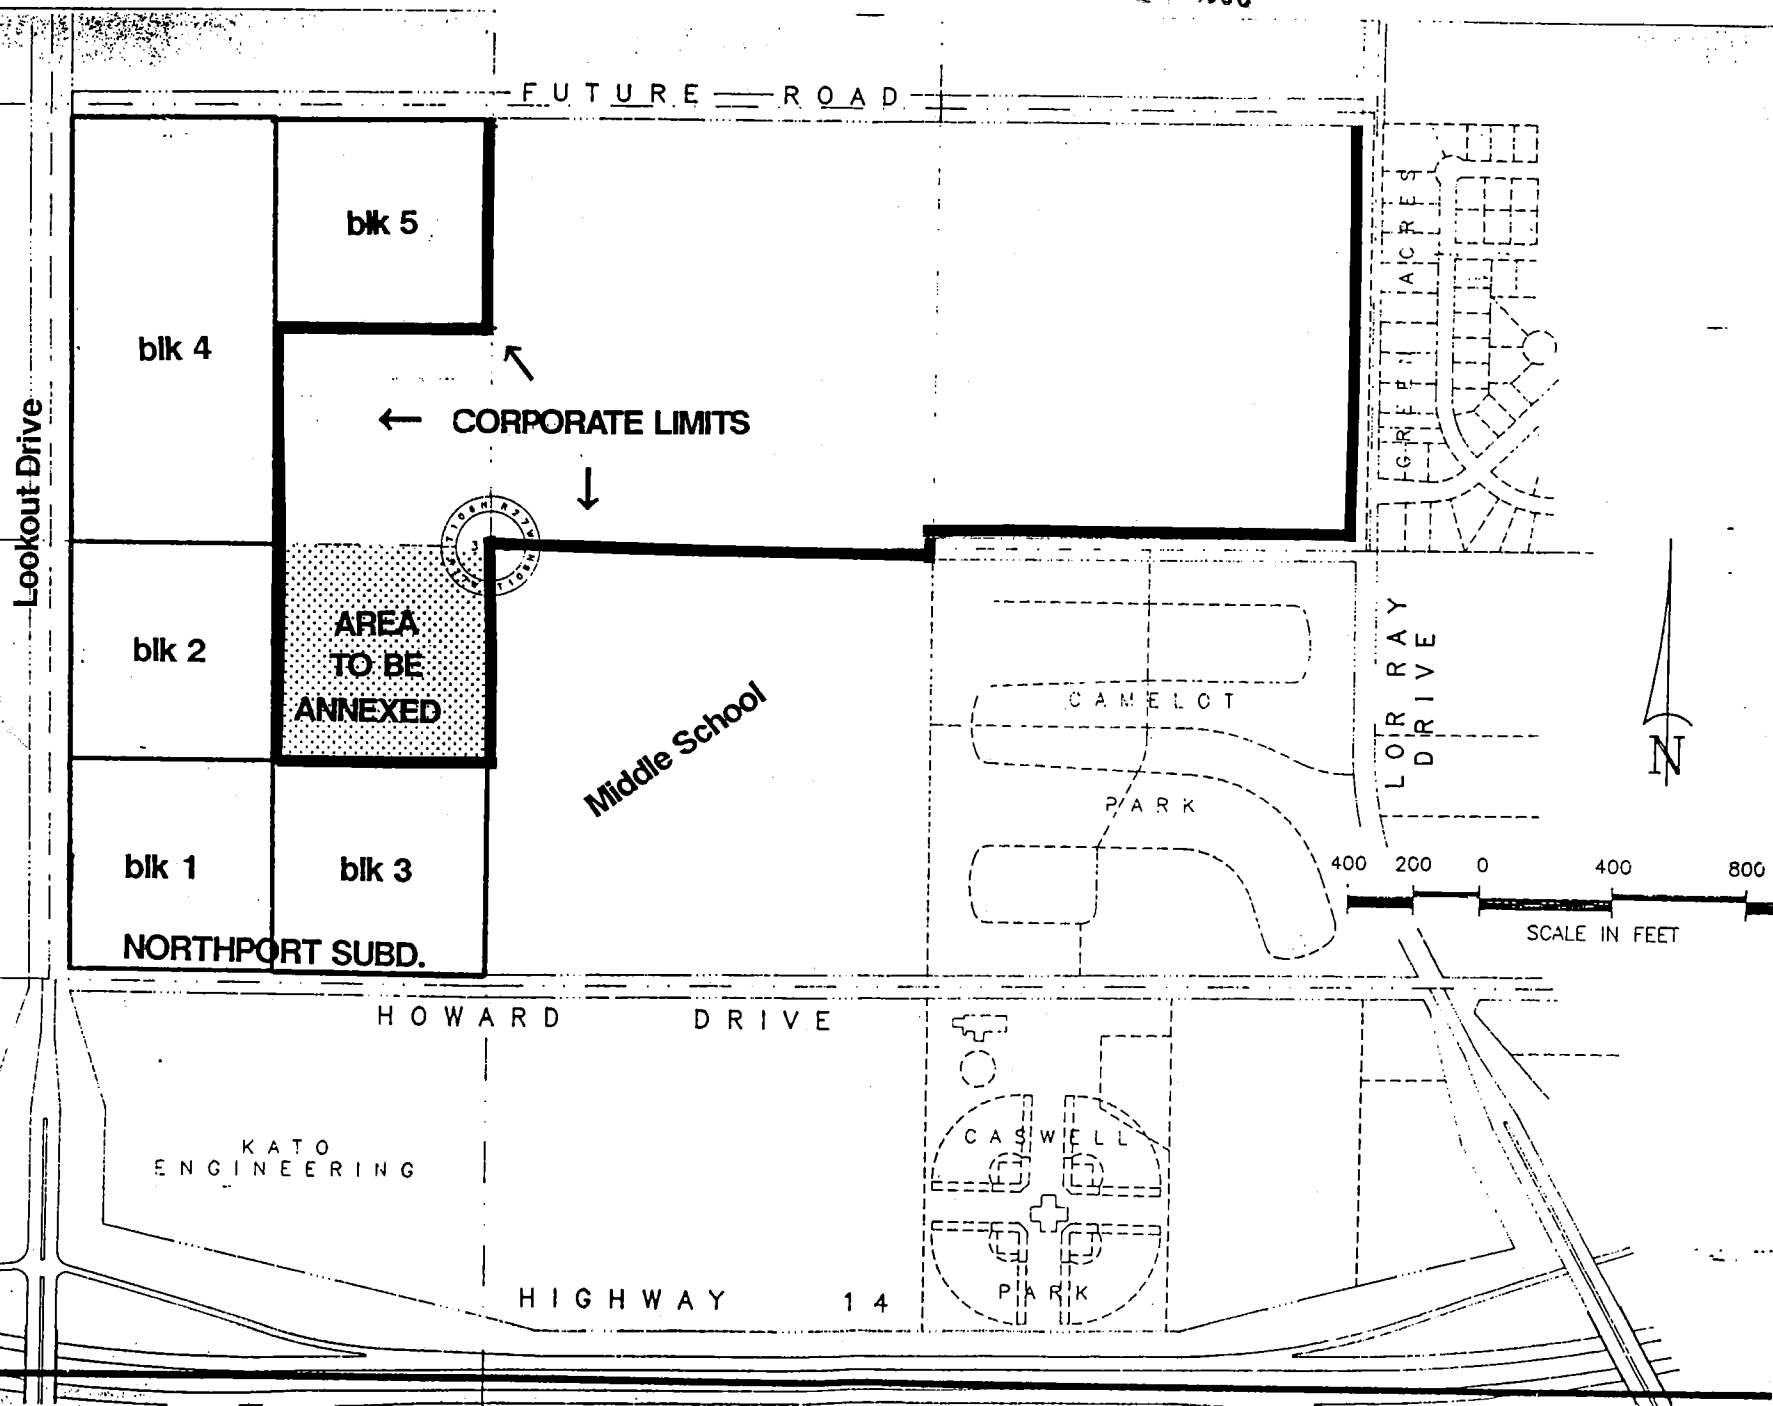 FUTURE ROAD
blk 5
blk 4
CORPORATE LIMITS
Lookout Drive
GREEN ACRES
AREA
TO BE
ANNEXED
blk 2
Middle School
CAMELOT
PARK
LOR RAY
DRIVE
N
blk 1
blk 3
NORTHPORT SUBD.
400 200 0 400 800
SCALE IN FEET
HOWARD DRIVE
KATO
ENGINEERING
CASWELL
PARK
HIGHWAY 14